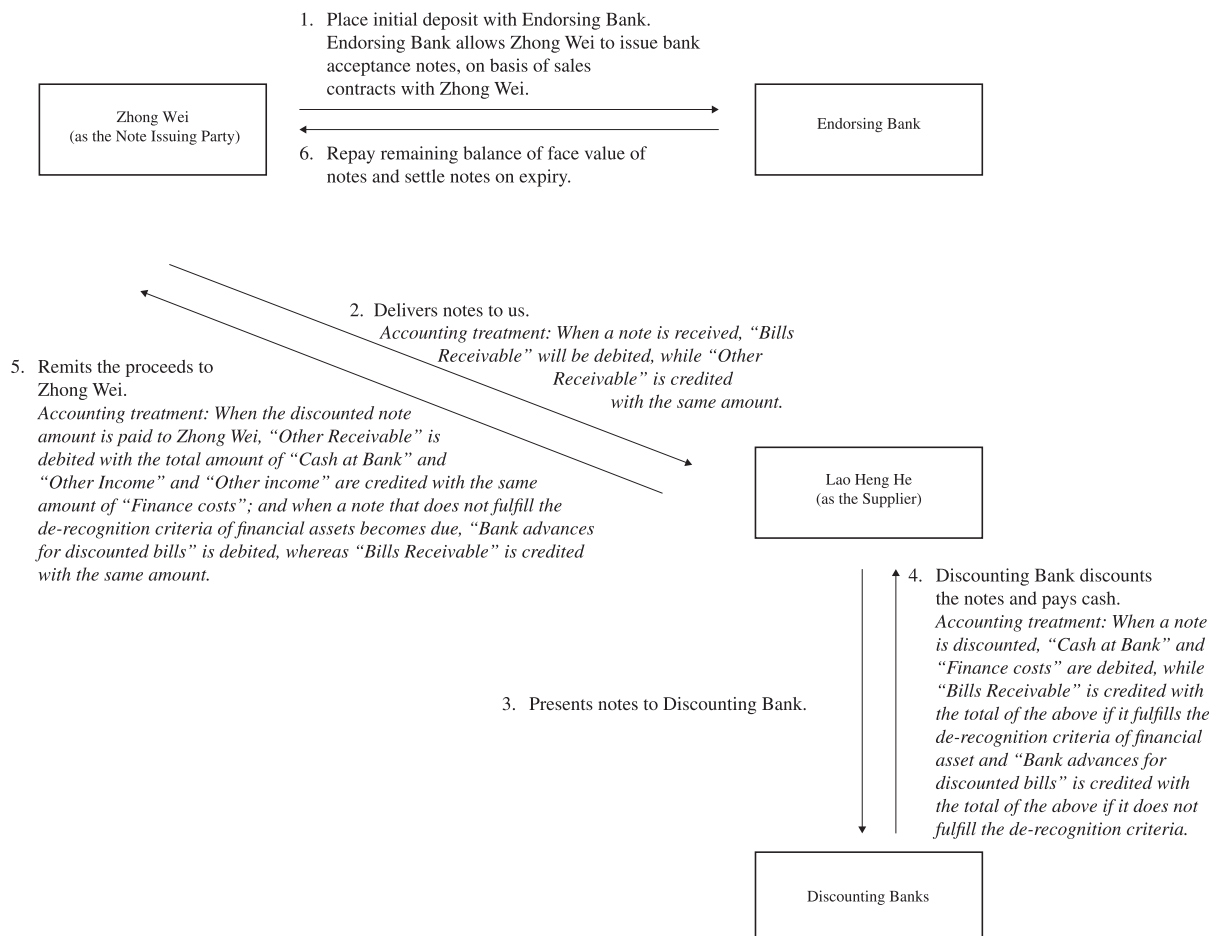 1. Place initial deposit with Endorsing Bank.
Endorsing Bank allows Zhong Wei to issue bank
acceptance notes, on basis of sales
contracts with Zhong Wei.
Zhong Wei
(as the Note Issuing Party)
Endorsing Bank
6. Repay remaining balance of face value of
notes and settle notes on expiry.
2. Delivers notes to us.
Accounting treatment: When a note is received, “Bills
Receivable” will be debited, while “Other
Receivable” is credited
with the same amount.
5. Remits the proceeds to
Zhong Wei.
Accounting treatment: When the discounted note
amount is paid to Zhong Wei, “Other Receivable” is
debited with the total amount of “Cash at Bank” and
“Other Income” and “Other income” are credited with the same
amount of “Finance costs”; and when a note that does not fulfill the
de-recognition criteria of financial assets becomes due, “Bank advances
for discounted bills” is debited, whereas “Bills Receivable” is credited
with the same amount.
Lao Heng He
(as the Supplier)
4. Discounting Bank discounts
the notes and pays cash.
Accounting treatment: When a note
is discounted, “Cash at Bank” and
“Finance costs” are debited, while
“Bills Receivable” is credited with
the total of the above if it fulfills the
de-recognition criteria of financial
asset and “Bank advances for
discounted bills” is credited with
the total of the above if it does not
fulfill the de-recognition criteria.
3. Presents notes to Discounting Bank.
Discounting Banks